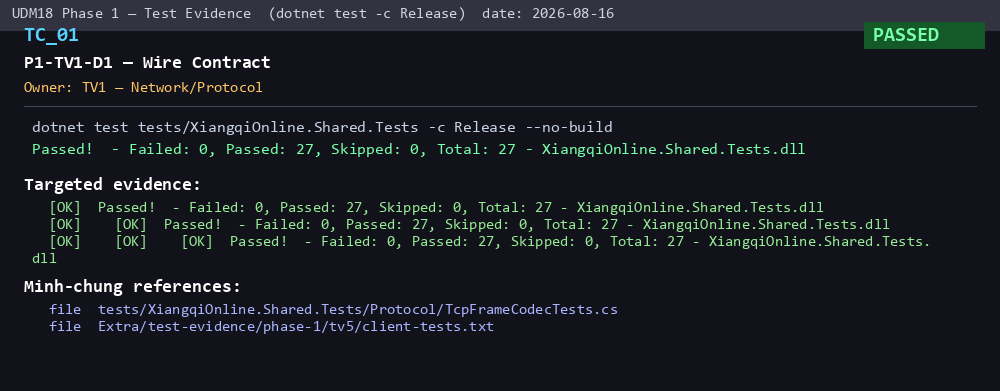 UDM18 Phase 1 — Test Evidence  (dotnet test -c Release)  date: 2026-08-16
TC_01
PASSED
P1-TV1-D1 — Wire Contract
Owner: TV1 — Network/Protocol
dotnet test tests/XiangqiOnline.Shared.Tests -c Release --no-build
Passed!  - Failed: 0, Passed: 27, Skipped: 0, Total: 27 - XiangqiOnline.Shared.Tests.dll
Targeted evidence:
[OK]  Passed!  - Failed: 0, Passed: 27, Skipped: 0, Total: 27 - XiangqiOnline.Shared.Tests.dll
[OK]    [OK]  Passed!  - Failed: 0, Passed: 27, Skipped: 0, Total: 27 - XiangqiOnline.Shared.Tests.dll
[OK]    [OK]    [OK]  Passed!  - Failed: 0, Passed: 27, Skipped: 0, Total: 27 - XiangqiOnline.Shared.Tests.
dll
Minh-chung references:
file  tests/XiangqiOnline.Shared.Tests/Protocol/TcpFrameCodecTests.cs
file  Extra/test-evidence/phase-1/tv5/client-tests.txt